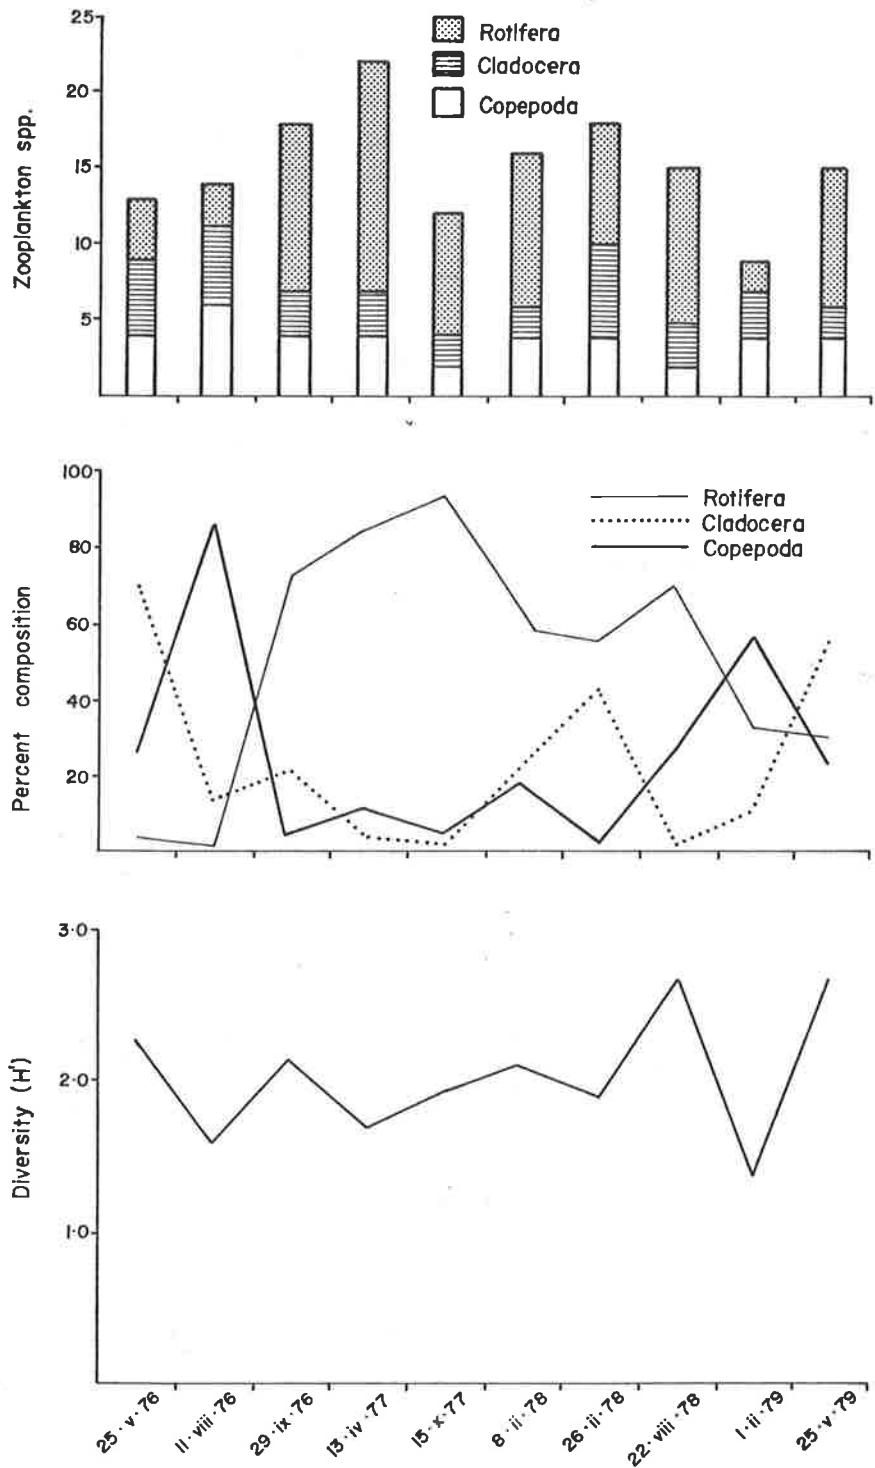 25
20
15
10
5
Zooplankton spp.
Rotifera
Cladocera
Copepoda
100
80
60
40
20
Percent composition
Rotifera
Cladocera
Copepoda
3·0
2·0
1·0
Diversity (H')
25·v·76
11·viii·76
29·ix·76
13·iv·77
15·x·77
8·ii·78
26·ii·78
22·viii·78
1·ii·79
25·v·79